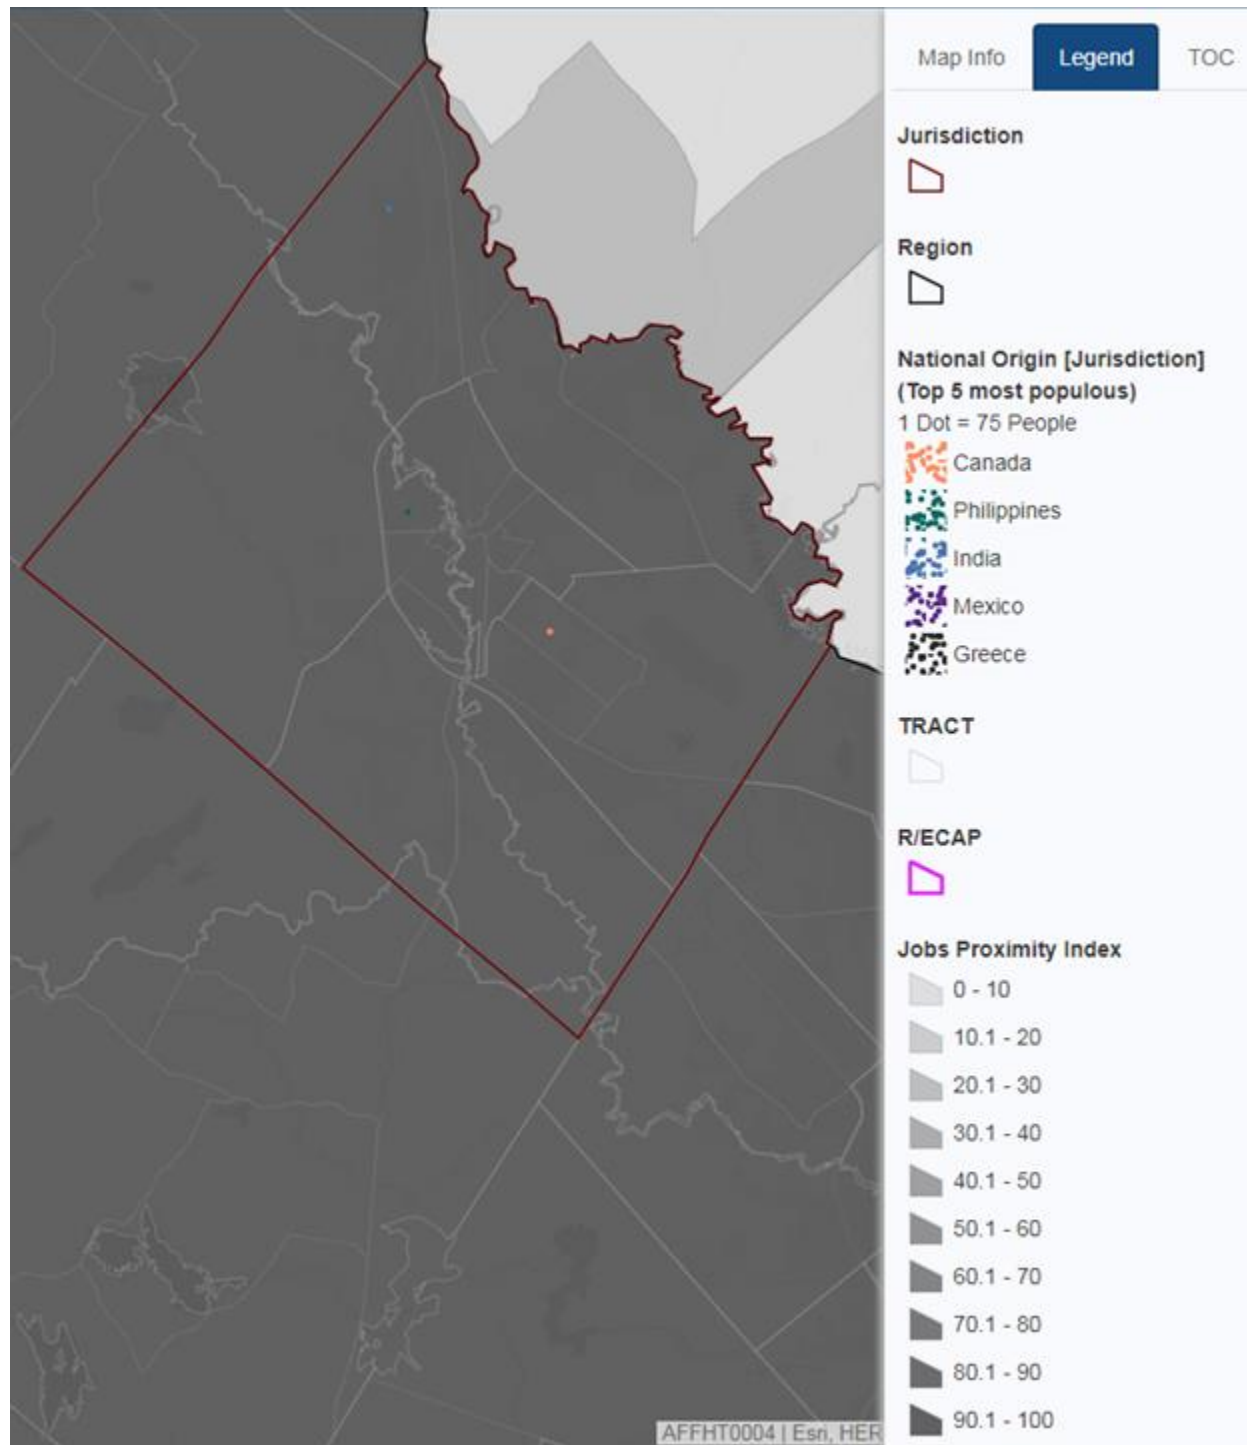 Map Info Legend TOC
Jurisdiction
Region
National Origin [Jurisdiction]
(Top 5 most populous)
1 Dot = 75 People
Canada
Philippines
India
Mexico
Greece
TRACT
R/ECAP
Jobs Proximity Index
0 - 10
10.1 - 20
20.1 - 30
30.1 - 40
40.1 - 50
50.1 - 60
60.1 - 70
70.1 - 80
80.1 - 90
90.1 - 100
AFFHT0004 | Esri, HER